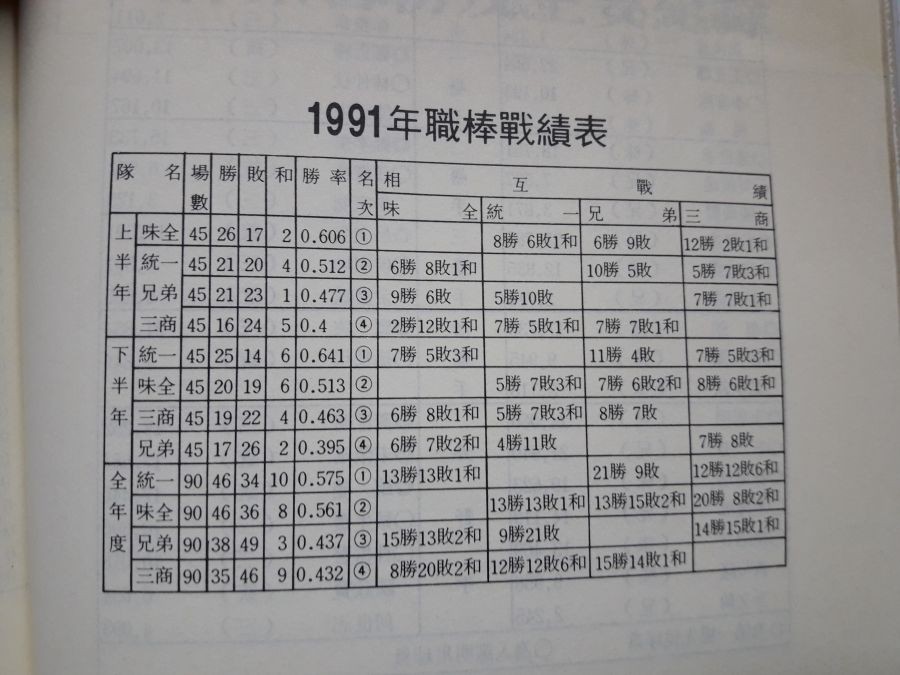 1991年職棒戰績表
隊名 場數 勝 敗 和 勝率 名次 相互戰績
味全 統一 兄弟 三商
上半年
味全 45 26 17 2 0.606 ① 8勝 6敗1和 6勝 9敗 12勝 2敗1和
統一 45 21 20 4 0.512 ② 6勝 8敗1和 10勝 5敗 5勝 7敗3和
兄弟 45 21 23 1 0.477 ③ 9勝 6敗 5勝10敗 7勝 7敗1和
三商 45 16 24 5 0.4 ④ 2勝12敗1和 7勝 5敗1和 7勝 7敗1和
下半年
統一 45 25 14 6 0.641 ① 7勝 5敗3和 11勝 4敗 7勝 5敗3和
味全 45 20 19 6 0.513 ② 5勝 7敗3和 7勝 6敗2和 8勝 6敗1和
三商 45 19 22 4 0.463 ③ 6勝 8敗1和 5勝 7敗3和 8勝 7敗
兄弟 45 17 26 2 0.395 ④ 6勝 7敗2和 4勝11敗 7勝 8敗
全年度
統一 90 46 34 10 0.575 ① 13勝13敗1和 21勝 9敗 12勝12敗6和
味全 90 46 36 8 0.561 ② 13勝13敗1和 13勝15敗2和 20勝 8敗2和
兄弟 90 38 49 3 0.437 ③ 15勝13敗2和 9勝21敗 14勝15敗1和
三商 90 35 46 9 0.432 ④ 8勝20敗2和 12勝12敗6和 15勝14敗1和